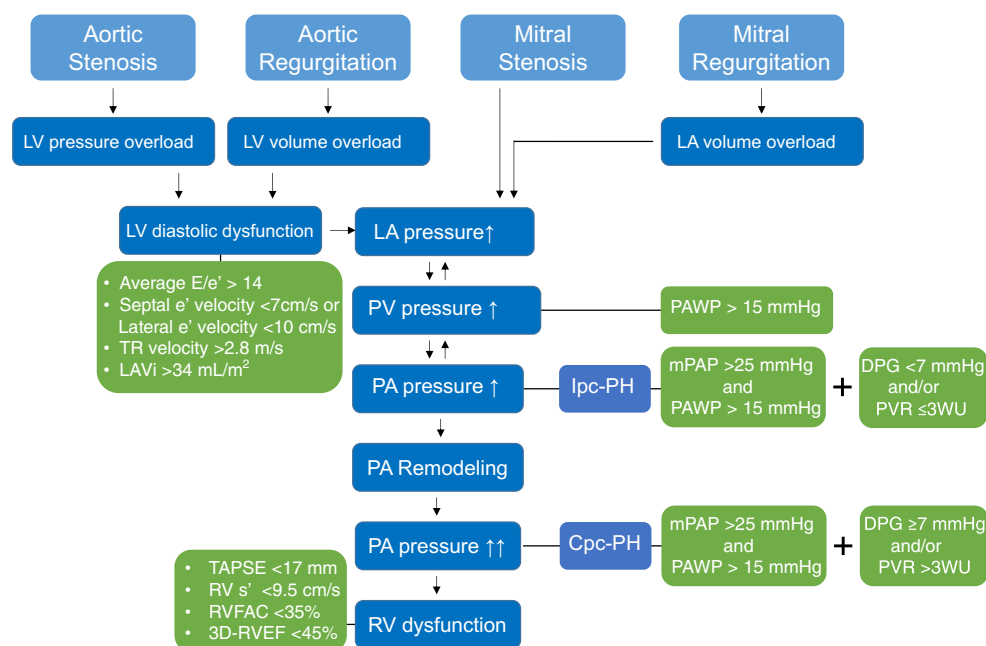 Aortic
Stenosis
Aortic
Regurgitation
Mitral
Stenosis
Mitral
Regurgitation
LV pressure overload
LV volume overload
LA volume overload
LV diastolic dysfunction
LA pressure↑
• Average E/e' > 14
• Septal e' velocity <7cm/s or
Lateral e' velocity <10 cm/s
• TR velocity >2.8 m/s
• LAVi >34 mL/m²
PV pressure ↑
PAWP > 15 mmHg
PA pressure ↑
Ipc-PH
mPAP >25 mmHg
and
PAWP > 15 mmHg
+
DPG <7 mmHg
and/or
PVR ≤3WU
PA Remodeling
PA pressure ↑↑
Cpc-PH
mPAP >25 mmHg
and
PAWP > 15 mmHg
+
DPG ≥7 mmHg
and/or
PVR >3WU
• TAPSE <17 mm
• RV s' <9.5 cm/s
• RVFAC <35%
• 3D-RVEF <45%
RV dysfunction